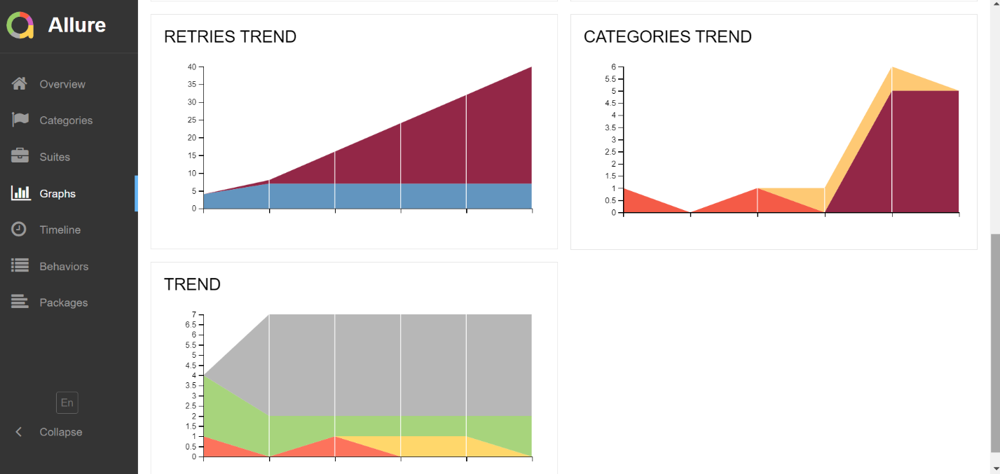 Allure
Overview
Categories
Suites
Graphs
Timeline
Behaviors
Packages
En
Collapse
RETRIES TREND
40
35
30
25
20
15
10
5
0
CATEGORIES TREND
6
5.5
5
4.5
4
3.5
3
2.5
2
1.5
1
0.5
0
TREND
7
6.5
6
5.5
5
4.5
4
3.5
3
2.5
2
1.5
1
0.5
0